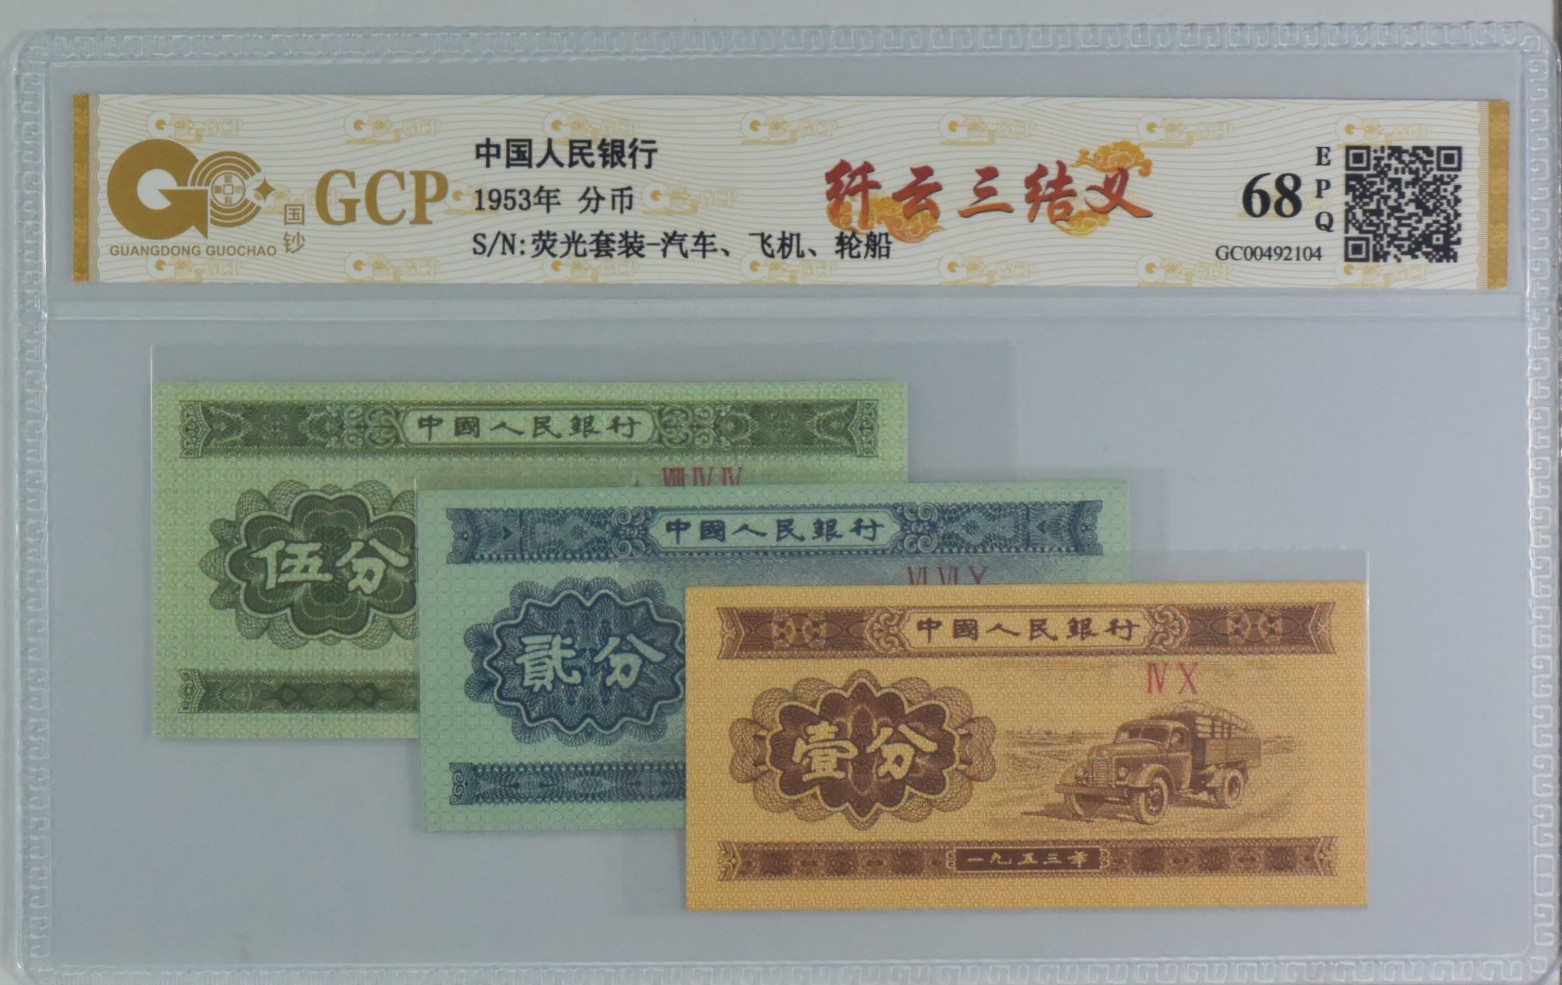 GUANGDONG GUOCHAO
国钞
GCP
中国人民银行
1953年 分币
S/N:荧光套装-汽车、飞机、轮船
纤云三结义
68
EPQ
GC00492104
中國人民銀行
VIII IV IV
伍分
中國人民銀行
VI VI X
貳分
中國人民銀行
IV X
壹分
一九五三年